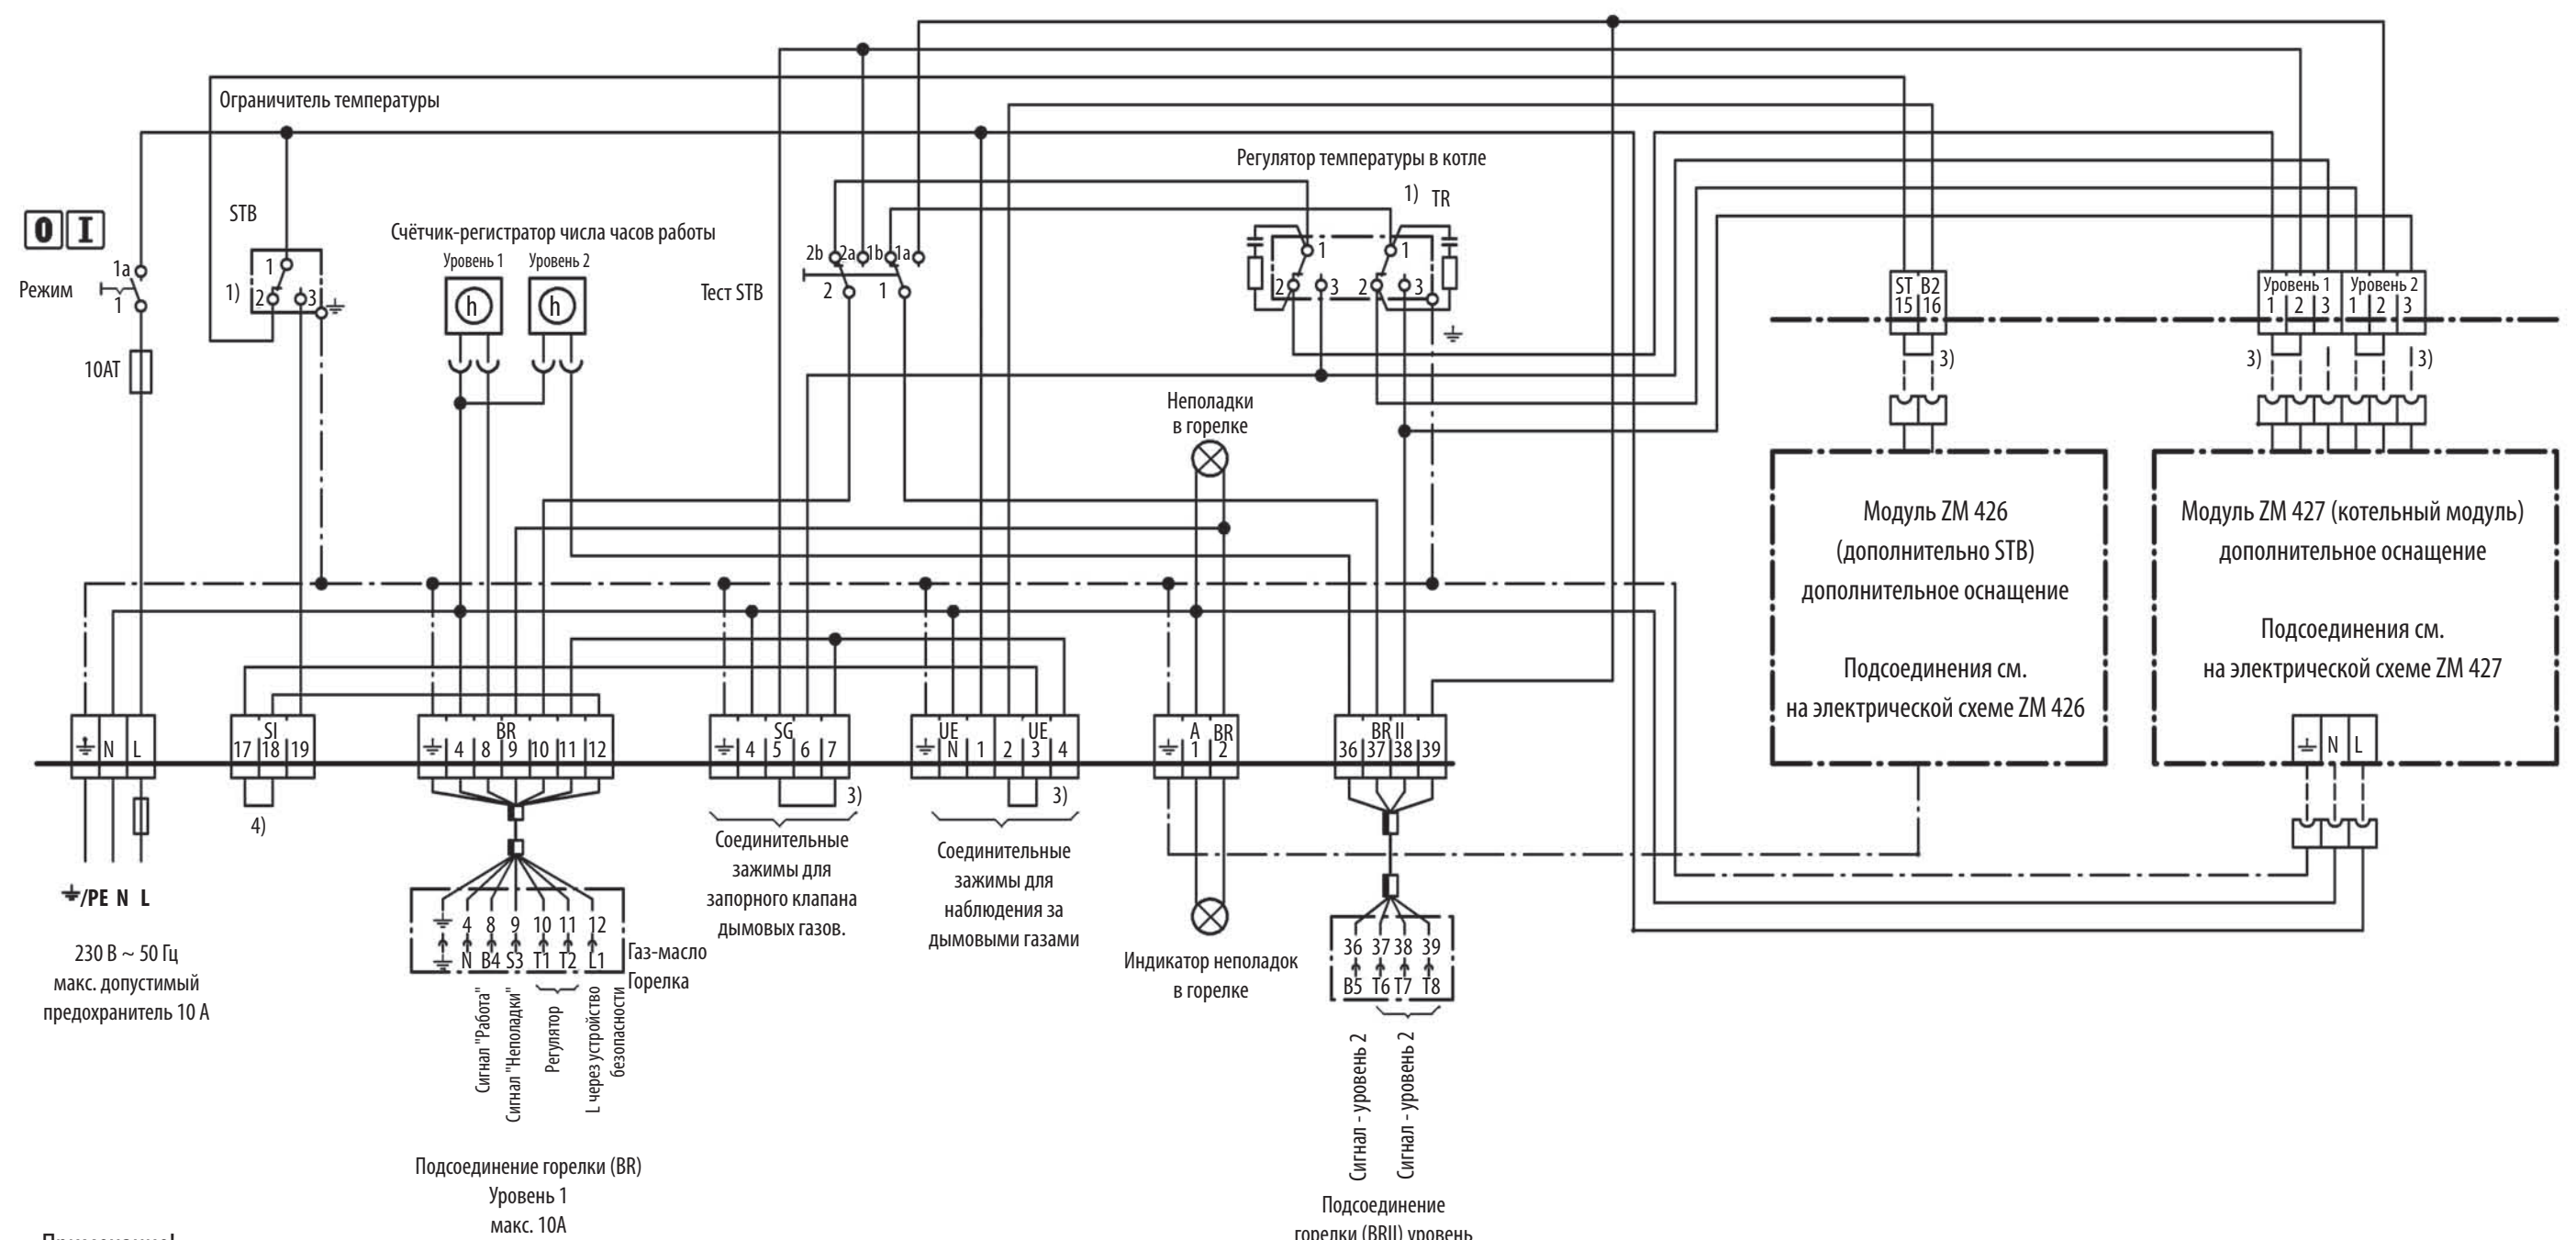 Ограничитель температуры
Регулятор температуры в котле
1) TR
STB
O I
Счётчик-регистратор числа часов работы
Уровень 1 Уровень 2
h h
Режим
1a
1
10AT
1)
1
2 3
Тест STB
2b 2a 1b 1a
2 1
1 1
2 3 2 3
ST B2
15 16
3)
Уровень 1 Уровень 2
1 2 3 1 2 3
3) 3)
Неполадки
в горелке
Модуль ZM 426
(дополнительно STB)
дополнительное оснащение
Подсоединения см.
на электрической схеме ZM 426
Модуль ZM 427 (котельный модуль)
дополнительное оснащение
Подсоединения см.
на электрической схеме ZM 427
N L
N L
SI
17 18 19
4)
BR
4 8 9 10 11 12
SG
4 5 6 7
3)
UE UE
N 1 2 3 4
3)
A BR
1 2
BR II
36 37 38 39
/PE N L
230 В ~ 50 Гц
макс. допустимый
предохранитель 10 А
4 8 9 10 11 12
N B4 S3 T1 T2 L1
Газ-масло
Горелка
Сигнал "Работа"
Сигнал "Неполадки"
Регулятор
L через устройство
безопасности
Подсоединение горелки (BR)
Уровень 1
макс. 10А
Соединительные
зажимы для
запорного клапана
дымовых газов.
Соединительные
зажимы для
наблюдения за
дымовыми газами
Индикатор неполадок
в горелке
36 37 38 39
B5 T6 T7 T8
Сигнал - уровень 2
Сигнал - уровень 2
Подсоединение
горелки (BRII) уровень